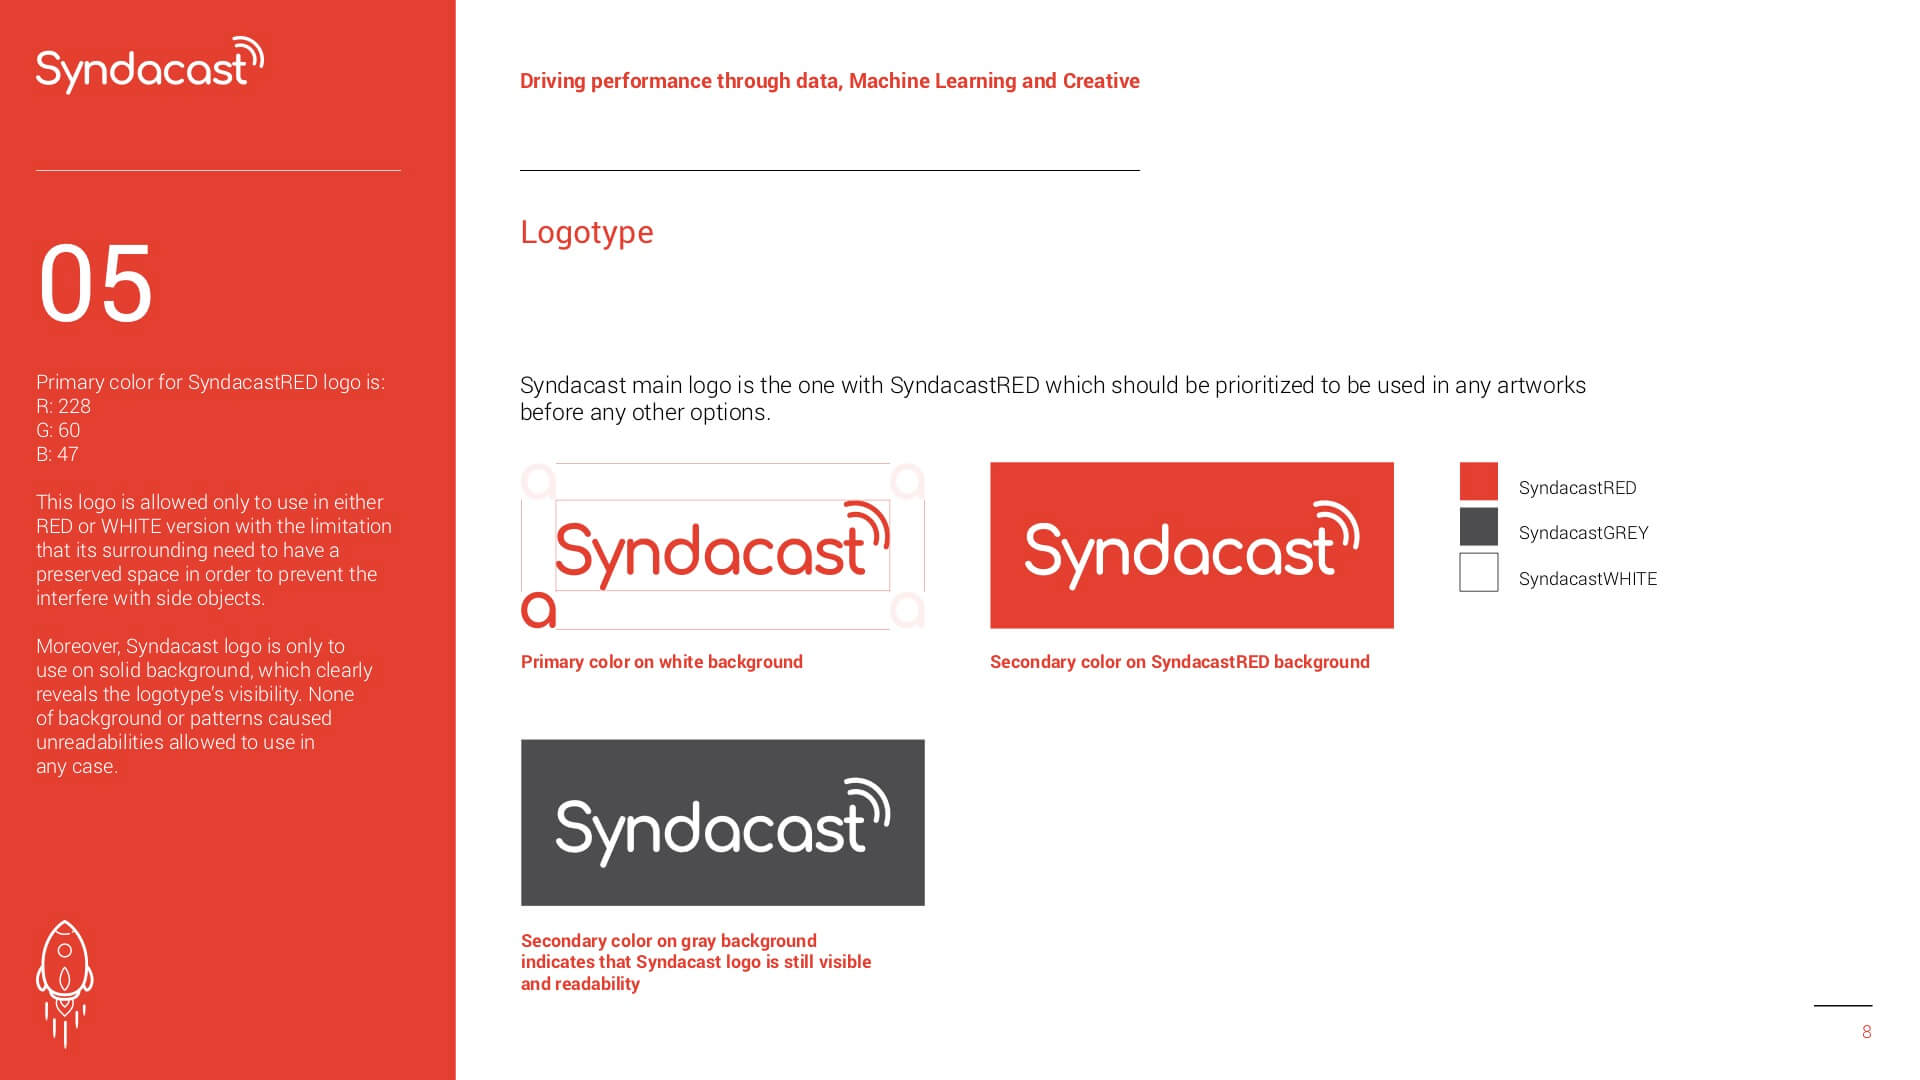 Syndacast
05
Primary color for SyndacastRED logo is:
R: 228
G: 60
B: 47
This logo is allowed only to use in either
RED or WHITE version with the limitation
that its surrounding need to have a
preserved space in order to prevent the
interfere with side objects.
Moreover, Syndacast logo is only to
use on solid background, which clearly
reveals the logotype's visibility. None
of background or patterns caused
unreadabilities allowed to use in
any case.
Driving performance through data, Machine Learning and Creative
Logotype
Syndacast main logo is the one with SyndacastRED which should be prioritized to be used in any artworks
before any other options.
a a
Syndacast
a a
Primary color on white background
Syndacast
Secondary color on SyndacastRED background
SyndacastRED
SyndacastGREY
SyndacastWHITE
Syndacast
Secondary color on gray background
indicates that Syndacast logo is still visible
and readability
8